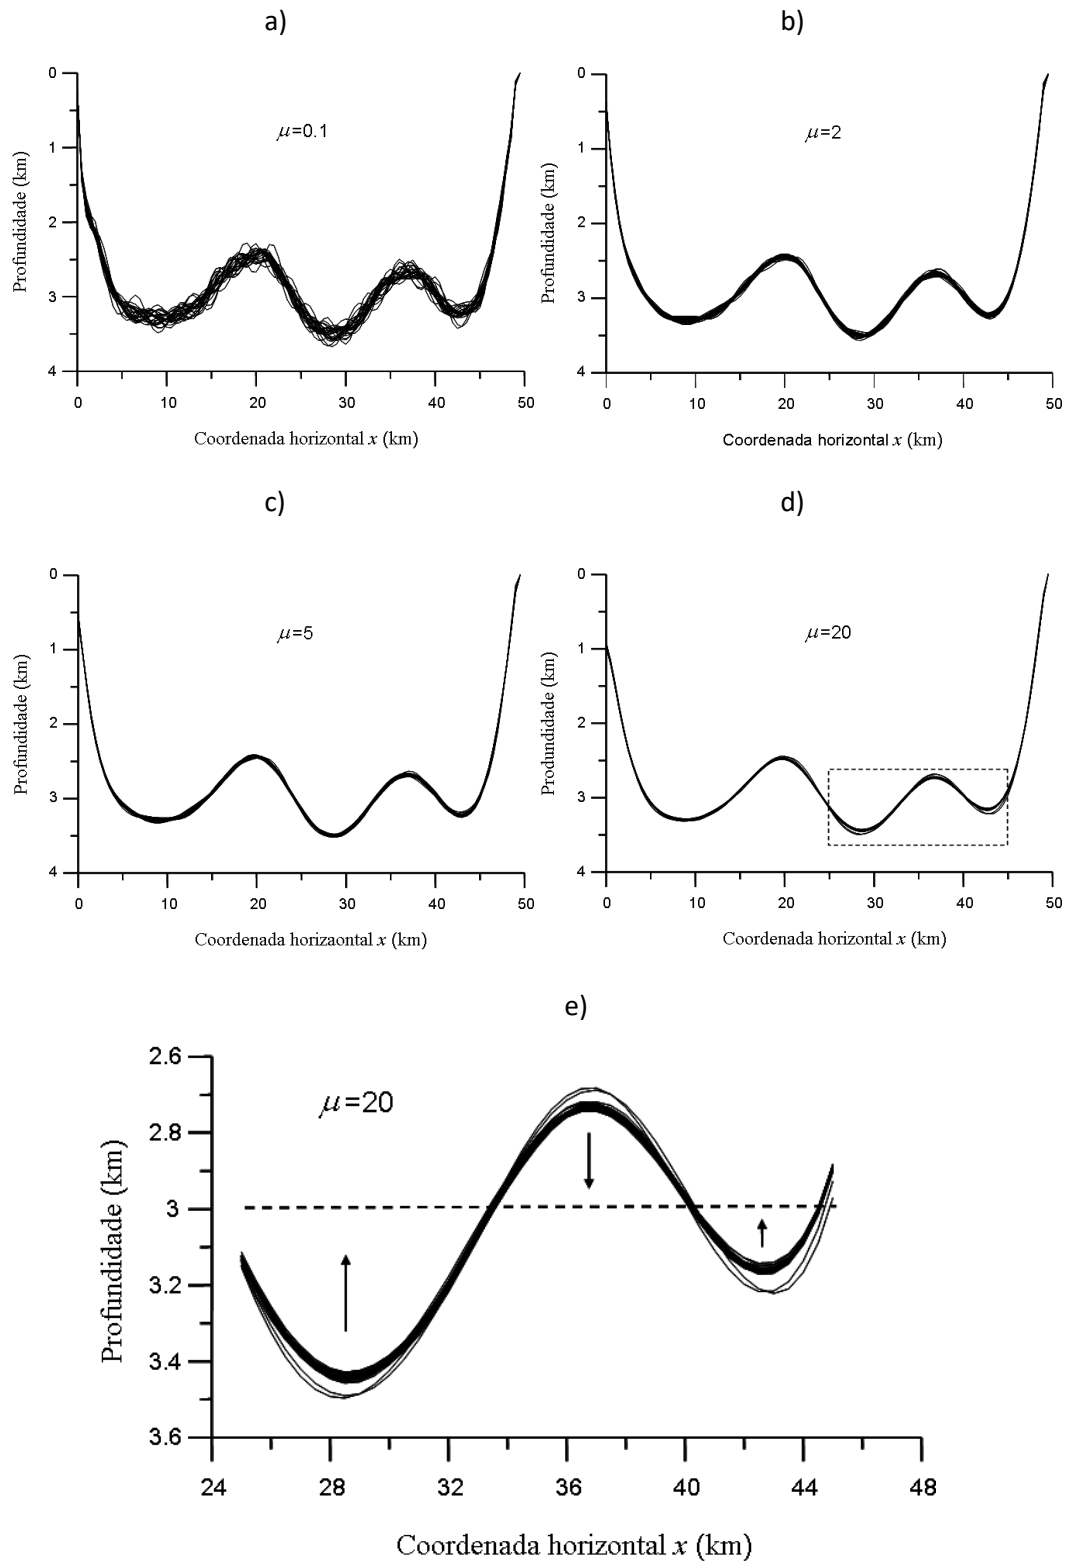 a)
0
1
2
3
4
Profundidade (km)
μ=0.1
0 10 20 30 40 50
Coordenada horizontal x (km)
b)
0
1
2
3
4
Profundidade (km)
μ=2
0 10 20 30 40 50
Coordenada horizontal x (km)
c)
0
1
2
3
4
Profundidade (km)
μ=5
0 10 20 30 40 50
Coordenada horizaontal x (km)
d)
0
1
2
3
4
Produndidade (km)
μ=20
0 10 20 30 40 50
Coordenada horizontal x (km)
e)
2.6
2.8
3
3.2
3.4
3.6
Profundidade (km)
μ=20
24 28 32 36 40 44 48
Coordenada horizontal x (km)